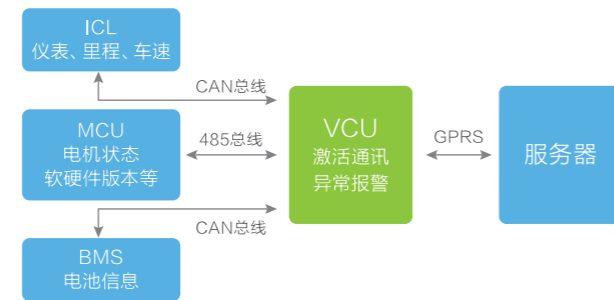 ICL
仪表、里程、车速
CAN总线
MCU
电机状态
软硬件版本等
485总线
VCU
激活通讯
异常报警
GPRS
服务器
CAN总线
BMS
电池信息